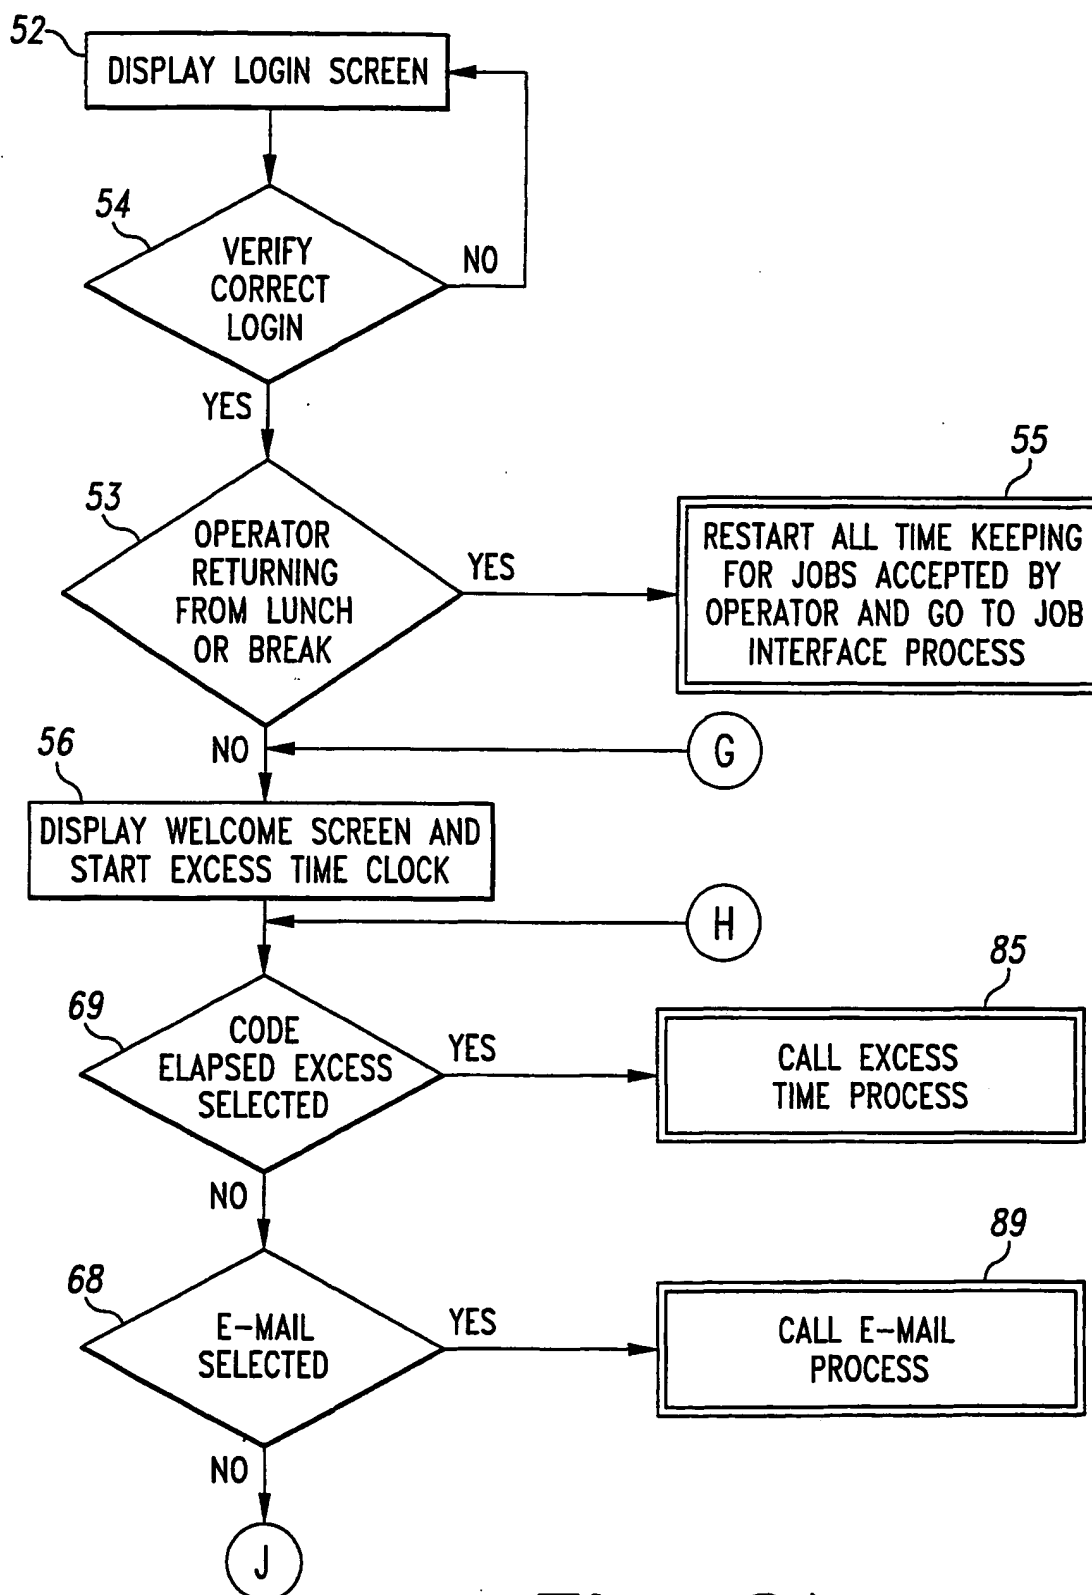 52
DISPLAY LOGIN SCREEN
54
VERIFY
CORRECT
LOGIN
NO
YES
53
OPERATOR
RETURNING
FROM LUNCH
OR BREAK
YES
55
RESTART ALL TIME KEEPING
FOR JOBS ACCEPTED BY
OPERATOR AND GO TO JOB
INTERFACE PROCESS
NO
G
56
DISPLAY WELCOME SCREEN AND
START EXCESS TIME CLOCK
H
69
CODE
ELAPSED EXCESS
SELECTED
YES
85
CALL EXCESS
TIME PROCESS
NO
68
E-MAIL
SELECTED
YES
89
CALL E-MAIL
PROCESS
NO
J